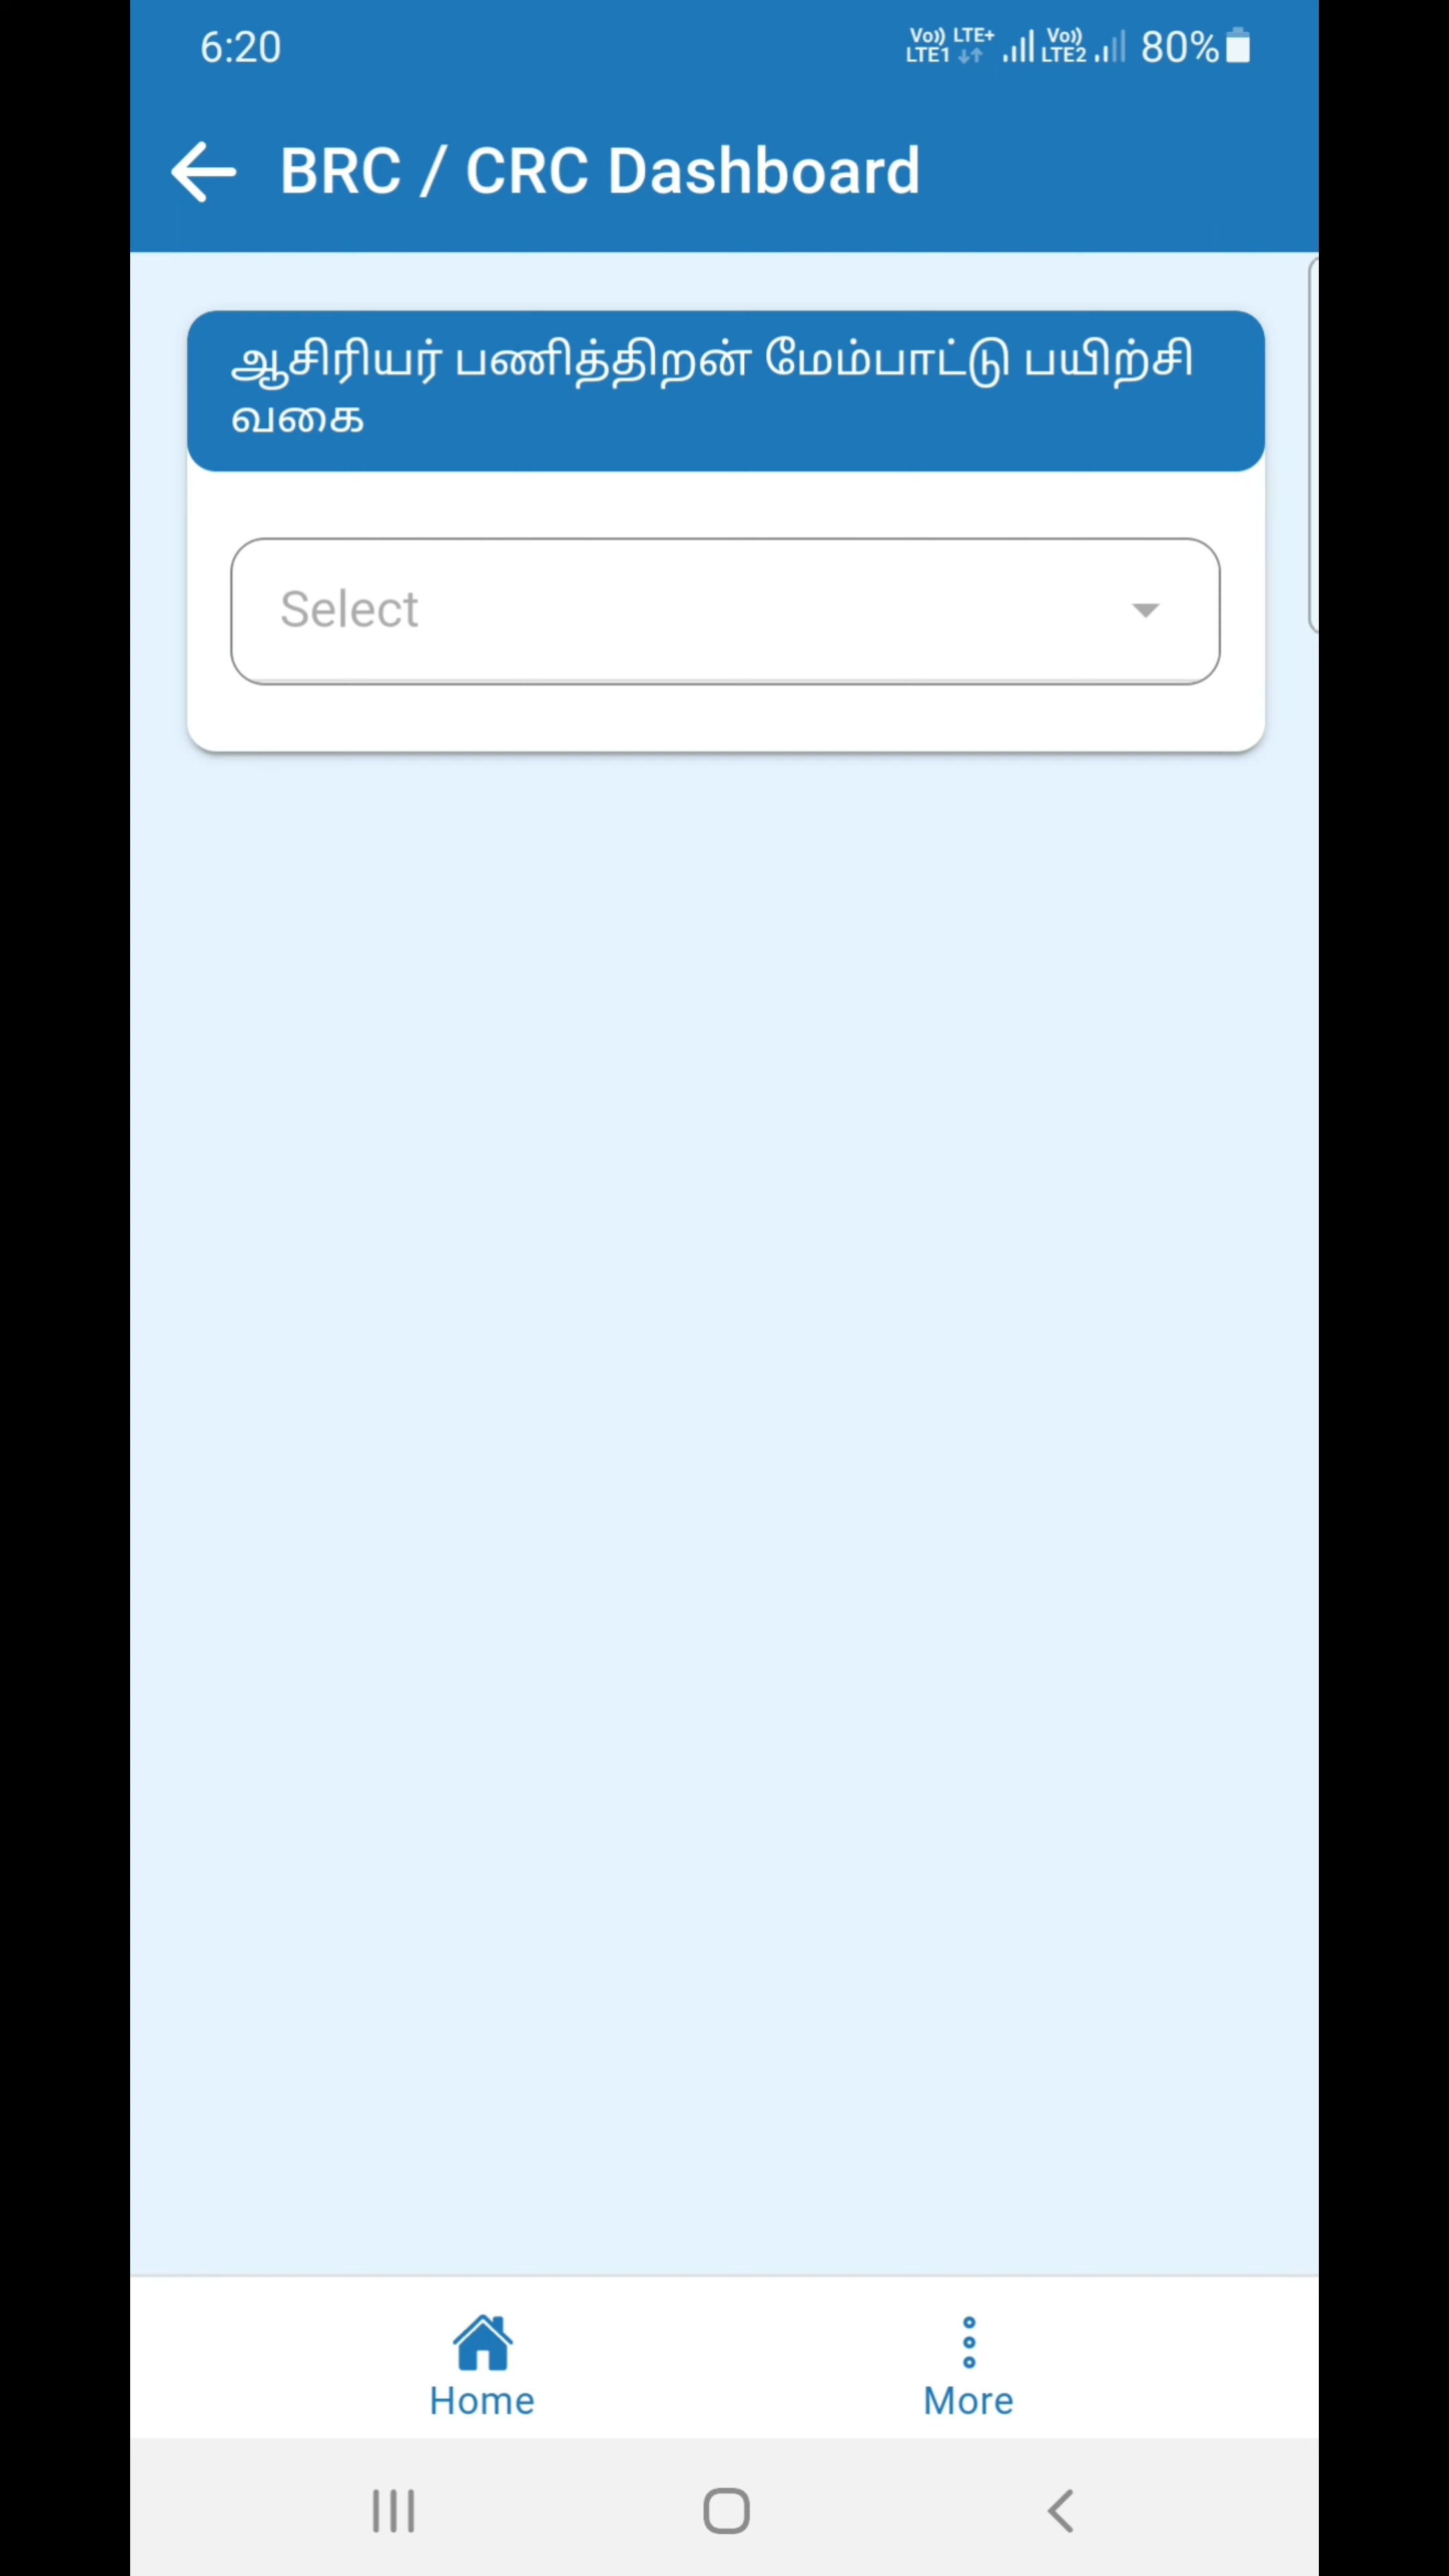 6:20
Vo)) LTE+
LTE1
Vo))
LTE2
80%
BRC / CRC Dashboard
ஆசிரியர் பணித்திறன் மேம்பாட்டு பயிற்சி
வகை
Select
Home
More